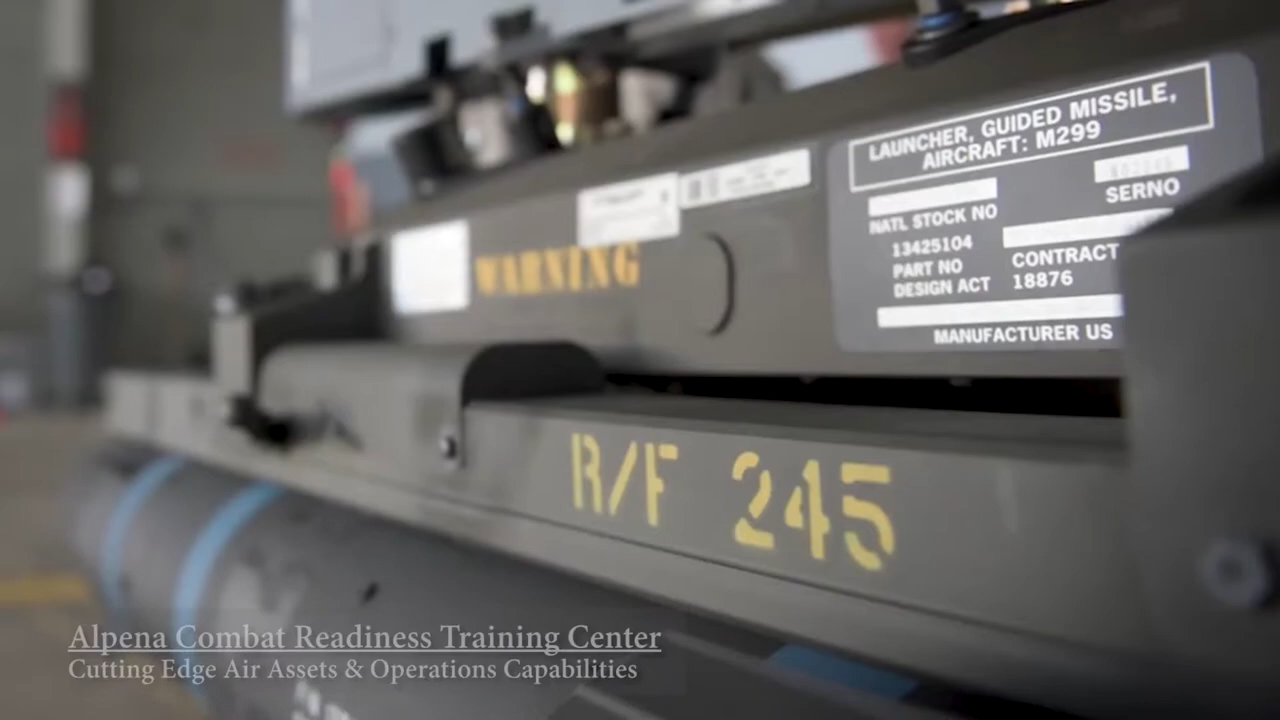 LAUNCHER, GUIDED MISSILE,
AIRCRAFT: M299
SERNO
NATL STOCK NO
13425104
PART NO
DESIGN ACT
CONTRACT
18876
MANUFACTURER US
WARNING
R/F 245
Alpena Combat Readiness Training Center
Cutting Edge Air Assets & Operations Capabilities